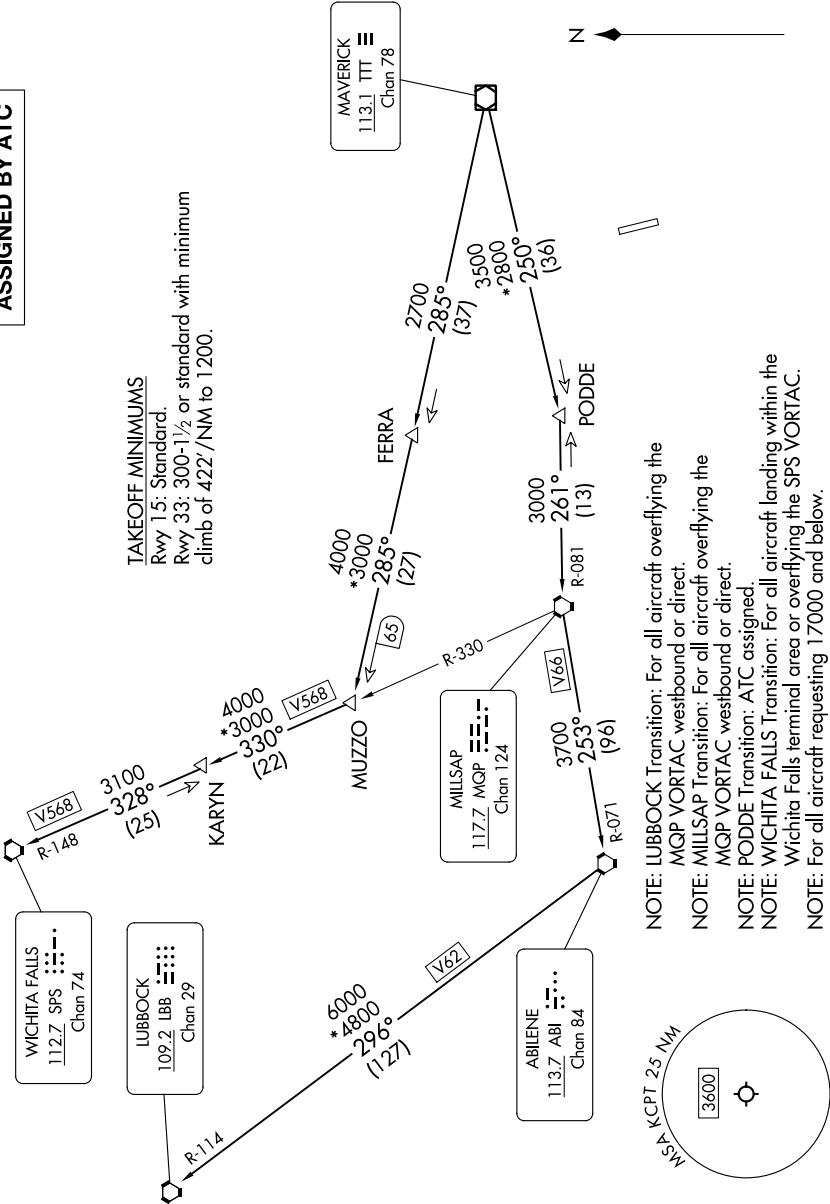 ASSIGNED BY ATC
TAKEOFF MINIMUMS
Rwy 15: Standard.
Rwy 33: 300-1½ or standard with minimum
climb of 422'/NM to 1200.
WICHITA FALLS
112.7 SPS
Chan 74
LUBBOCK
109.2 LBB
Chan 29
MAVERICK
113.1 TTT
Chan 78
N
R-148
V568
3100
328°
(25)
KARYN
4000
*3000
330°
(22)
V568
MUZZO
65
4000
*3000
285°
(27)
FERRA
2700
285°
(37)
3500
*2800
250°
(36)
PODDE
3000
261°
(13)
R-081
R-330
MILLSAP
117.7 MQP
Chan 124
V66
3700
253°
(96)
R-071
R-114
6000
*4800
296°
(127)
V62
ABILENE
113.7 ABI
Chan 84
MSA KCPT 25 NM
3600
NOTE: LUBBOCK Transition: For all aircraft overflying the
MQP VORTAC westbound or direct.
NOTE: MILLSAP Transition: For all aircraft overflying the
MQP VORTAC westbound or direct.
NOTE: PODDE Transition: ATC assigned.
NOTE: WICHITA FALLS Transition: For all aircraft landing within the
Wichita Falls terminal area or overflying the SPS VORTAC.
NOTE: For all aircraft requesting 17000 and below.